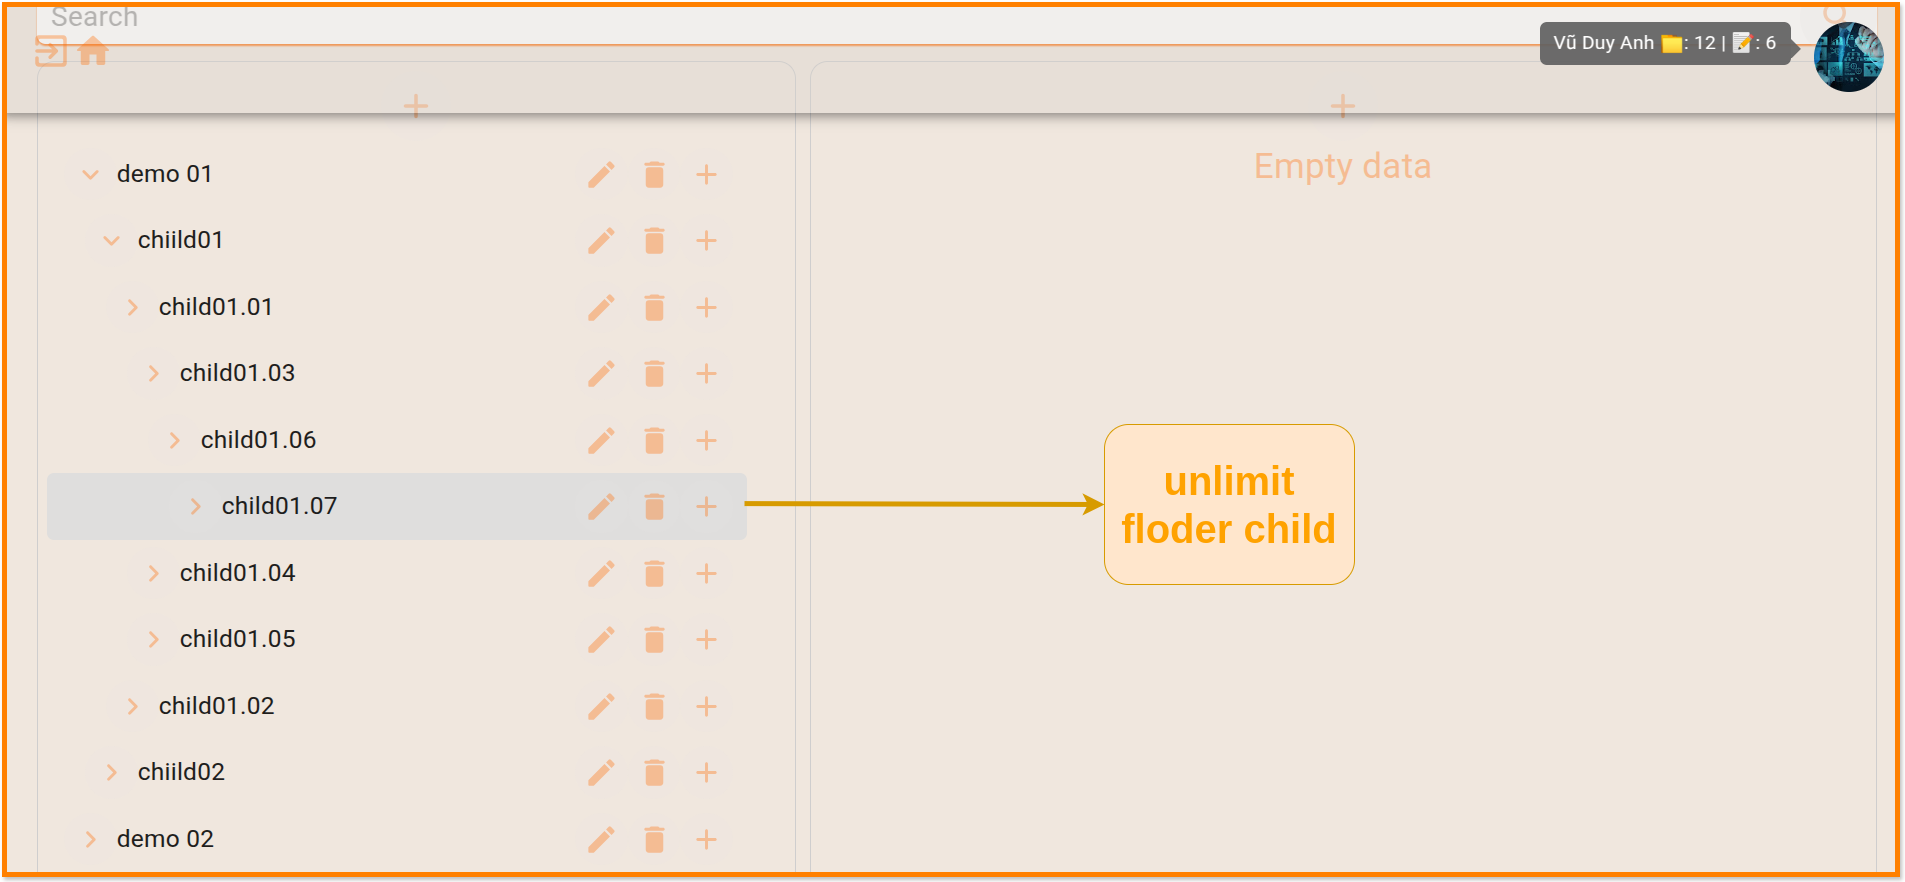 Search
Vũ Duy Anh 📁: 12 | 📝: 6
demo 01
chiild01
child01.01
child01.03
child01.06
child01.07
child01.04
child01.05
child01.02
chiild02
demo 02
Empty data
unlimit
floder child